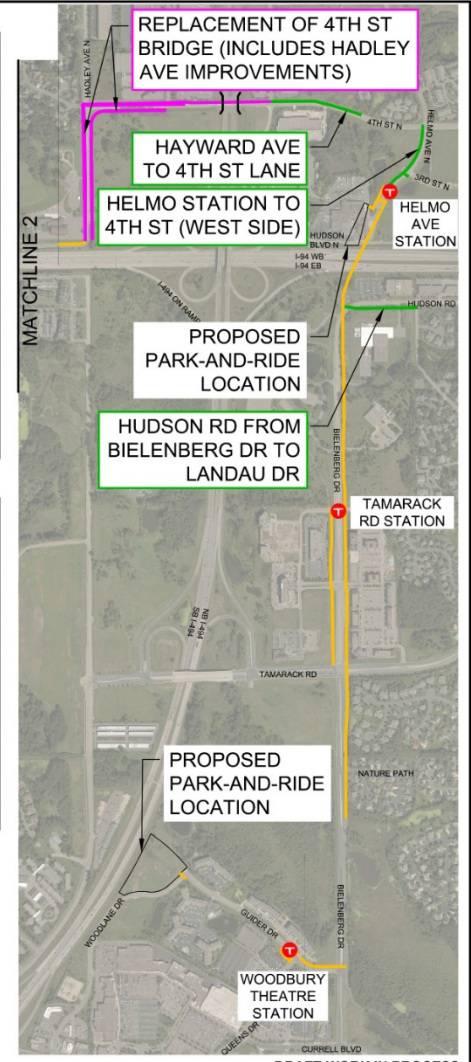 REPLACEMENT OF 4TH ST
BRIDGE (INCLUDES HADLEY
AVE IMPROVEMENTS)
HADLEY AVE N
4TH ST N
HAYWARD AVE
TO 4TH ST LANE
HELMO AVE N
3RD ST N
HELMO STATION TO
4TH ST (WEST SIDE)
HELMO
AVE
STATION
MATCHLINE 2
HUDSON
BLVD N
I-94 WB
I-94 EB
I-494 ON RAMP
HUDSON RD
PROPOSED
PARK-AND-RIDE
LOCATION
HUDSON RD FROM
BIELENBERG DR TO
LANDAU DR
BIELENBERG DR
TAMARACK
RD STATION
NB I-494
SB I-494
TAMARACK RD
PROPOSED
PARK-AND-RIDE
LOCATION
NATURE PATH
WOODLANE DR
GUIDER DR
BIELENBERG DR
WOODBURY
THEATRE
STATION
QUEENS DR
CURRELL BLVD